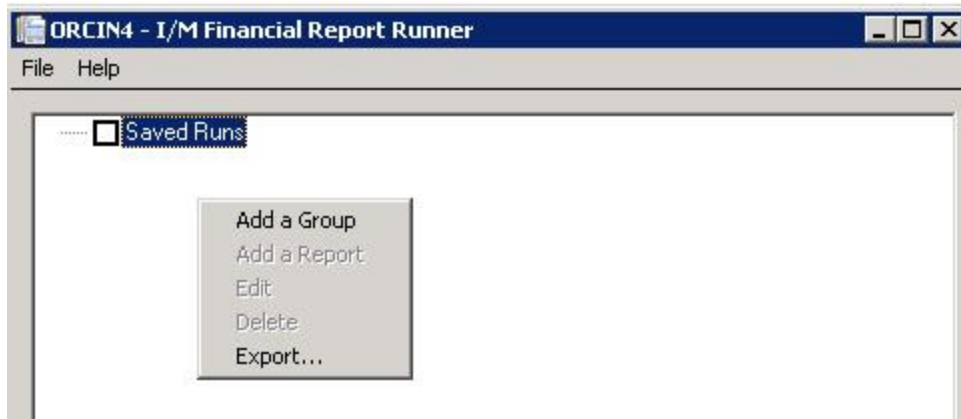 ORCIN4 - I/M Financial Report Runner
File Help
Saved Runs
Add a Group
Add a Report
Edit
Delete
Export...